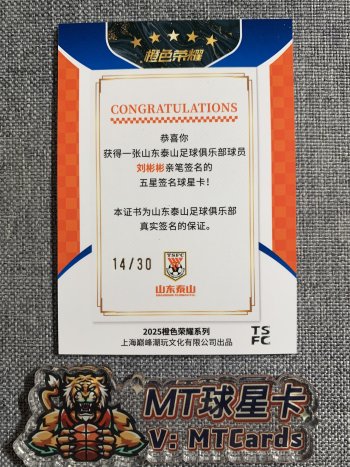 橙色荣耀
CONGRATULATIONS
恭喜你
获得一张山东泰山足球俱乐部球员
刘彬彬亲笔签名的
五星签名球星卡！
本证书为山东泰山足球俱乐部
真实签名的保证。
14/30
TSFC
山东泰山
2025橙色荣耀系列
上海巅峰潮玩文化有限公司出品
TS
FC
MT球星卡
V: MTCards